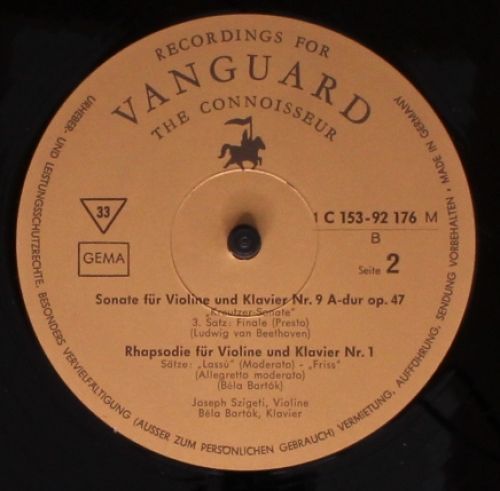 RECORDINGS FOR
VANGUARD
THE CONNOISSEUR
33
GEMA
1 C 153-92 176 M
B
Seite 2
Sonate für Violine und Klavier Nr. 9 A-dur op. 47
„Kreutzer Sonate"
3. Satz: Finale (Presto)
(Ludwig van Beethoven)
Rhapsodie für Violine und Klavier Nr. 1
Sätze: „Lassú" (Moderato) - „Friss"
(Allegretto moderato)
(Béla Bartók)
Joseph Szigeti, Violine
Béla Bartók, Klavier
URHEBER- UND LEISTUNGSSCHUTZRECHTE, BESONDERS VERVIELFÄLTIGUNG (AUSSER ZUM PERSÖNLICHEN GEBRAUCH) VERMIETUNG, AUFFÜHRUNG, SENDUNG VORBEHALTEN • MADE IN GERMANY